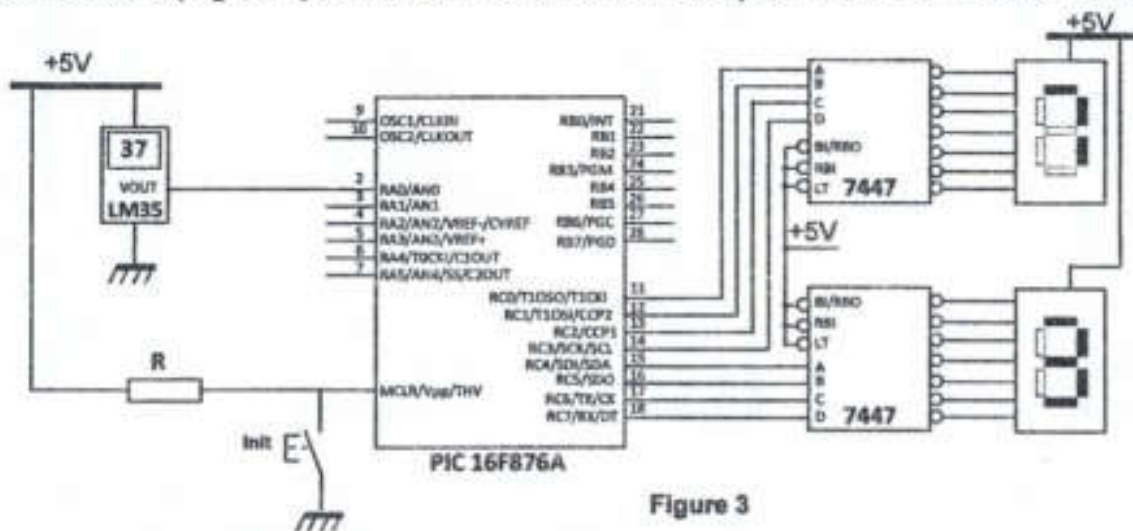 +5V
+5V
37
VOUT
LM35
9 OSC1/CLKIN
10 OSC2/CLKOUT
2 RA0/AN0
3 RA1/AN1
4 RA2/AN2/VREF-/CVREF
5 RA3/AN3/VREF+
6 RA4/T0CKI/C1OUT
7 RA5/AN4/SS/C2OUT
MCLR/Vpp/THV
RB0/INT 21
RB1 22
RB2 23
RB3/PGM 24
RB4 25
RB5 26
RB6/PGC 27
RB7/PGD 28
RC0/T1OSO/T1CKI 11
RC1/T1OSI/CCP2 12
RC2/CCP1 13
RC3/SCK/SCL 14
RC4/SDI/SDA 15
RC5/SDO 16
RC6/TX/CK 17
RC7/RX/DT 18
PIC 16F876A
R
Init
A
B
C
D
BI/RBO
RBI
LT
7447
+5V
BI/RBO
RBI
LT
A
B
C
D
7447
Figure 3